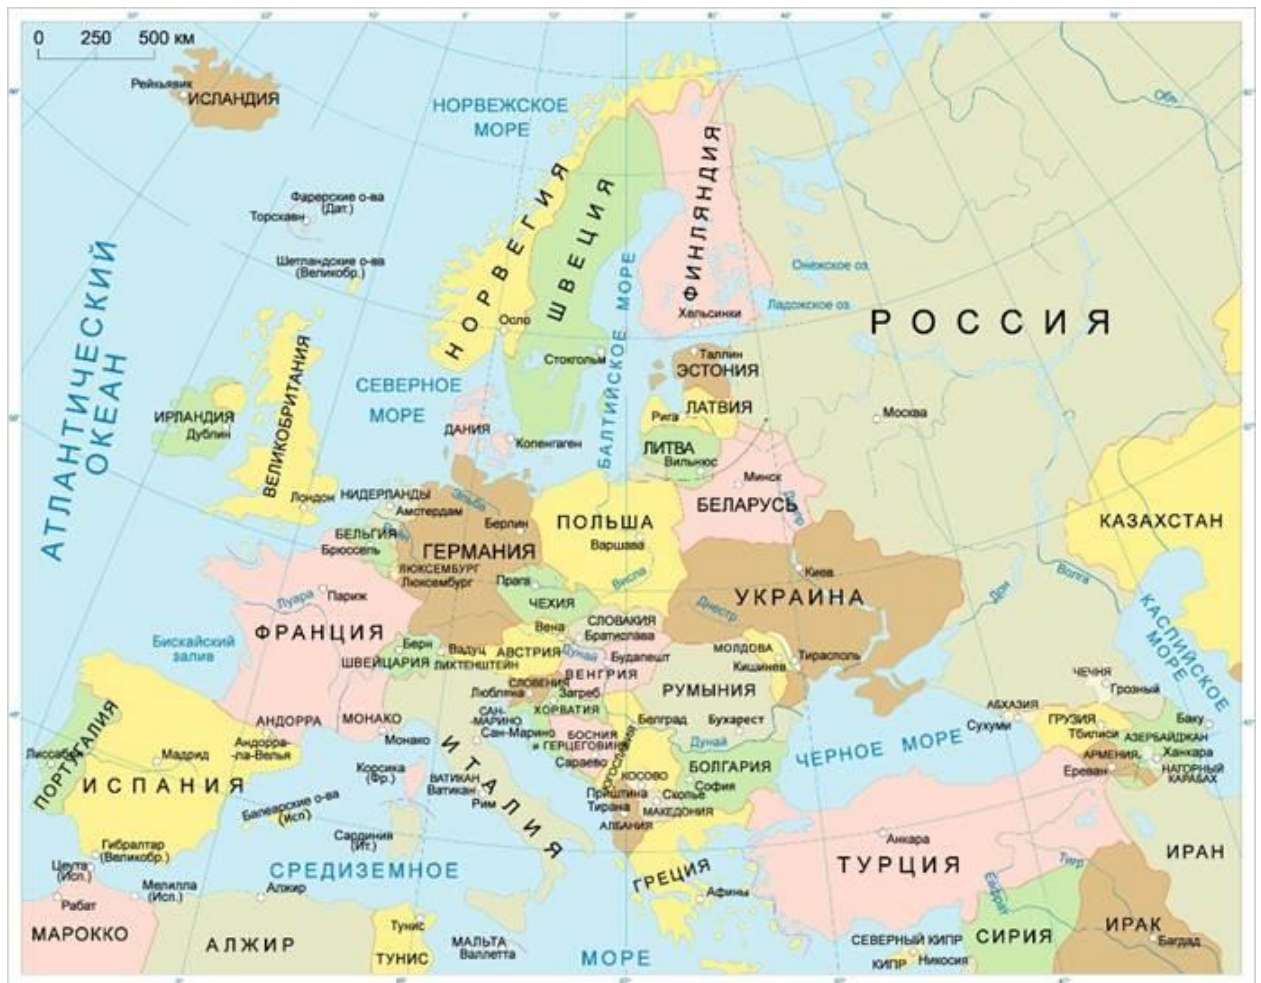 0 250 500 км
Рейкьявик
ИСЛАНДИЯ
НОРВЕЖСКОЕ
МОРЕ
Обь
Фарерские о-ва
(Дат.)
Торсхавн
Шетландские о-ва
(Великобр.)
АТЛАНТИЧЕСКИЙ
ОКЕАН
НОРВЕГИЯ
ШВЕЦИЯ
ФИНЛЯНДИЯ
Онежское оз.
Ладожское оз.
Хельсинки
РОССИЯ
Осло
Стокгольм
БАЛТИЙСКОЕ МОРЕ
Таллин
ЭСТОНИЯ
СЕВЕРНОЕ
МОРЕ
ИРЛАНДИЯ
Дублин
ВЕЛИКОБРИТАНИЯ
ДАНИЯ
Копенгаген
Рига
ЛАТВИЯ
Москва
ЛИТВА
Вильнюс
Минск
БЕЛАРУСЬ
Днепр
Лондон
НИДЕРЛАНДЫ
Амстердам
Эльба
Берлин
ПОЛЬША
Варшава
Висла
КАЗАХСТАН
БЕЛЬГИЯ
Брюссель
ГЕРМАНИЯ
ЛЮКСЕМБУРГ
Люксембург
Прага
ЧЕХИЯ
Киев
УКРАИНА
Днестр
Дон
Волга
КАСПИЙСКОЕ
МОРЕ
Луара
Париж
ФРАНЦИЯ
Бискайский
залив
Берн
ШВЕЙЦАРИЯ
Вадуц
ЛИХТЕНШТЕЙН
Вена
АВСТРИЯ
СЛОВАКИЯ
Братислава
Дунай
Будапешт
ВЕНГРИЯ
МОЛДОВА
Кишинев
Тирасполь
РУМЫНИЯ
ЧЕЧНЯ
Грозный
СЛОВЕНИЯ
Любляна
Загреб
ХОРВАТИЯ
Белград
Бухарест
Дунай
АБХАЗИЯ
Сухуми
ГРУЗИЯ
Тбилиси
Баку
АЗЕРБАЙДЖАН
АРМЕНИЯ
Ереван
Ханкара
НАГОРНЫЙ
КАРАБАХ
ПОРТУГАЛИЯ
Мадрид
ИСПАНИЯ
АНДОРРА
Андорра-
-ла-Велья
МОНАКО
Монако
САН-
МАРИНО
Сан-Марино
БОСНИЯ
и ГЕРЦЕГОВИНА
Сараево
ЧЕРНОЕ МОРЕ
БОЛГАРИЯ
София
КОСОВО
Приштина
Скопье
МАКЕДОНИЯ
Тирана
АЛБАНИЯ
Корсика
(Фр.)
ИТАЛИЯ
ВАТИКАН
Ватикан
Рим
Балеарские о-ва
(Исп)
Сардиния
(Ит.)
Гибралтар
(Великобр.)
Сеута
(Исп.)
Мелилла
(Исп.)
СРЕДИЗЕМНОЕ
МОРЕ
ГРЕЦИЯ
Афины
Анкара
ТУРЦИЯ
Тигр
Евфрат
ИРАН
Рабат
МАРОККО
Алжир
АЛЖИР
Тунис
ТУНИС
МАЛЬТА
Валлетта
СЕВЕРНЫЙ КИПР
КИПР
Никосия
СИРИЯ
ИРАК
Багдад